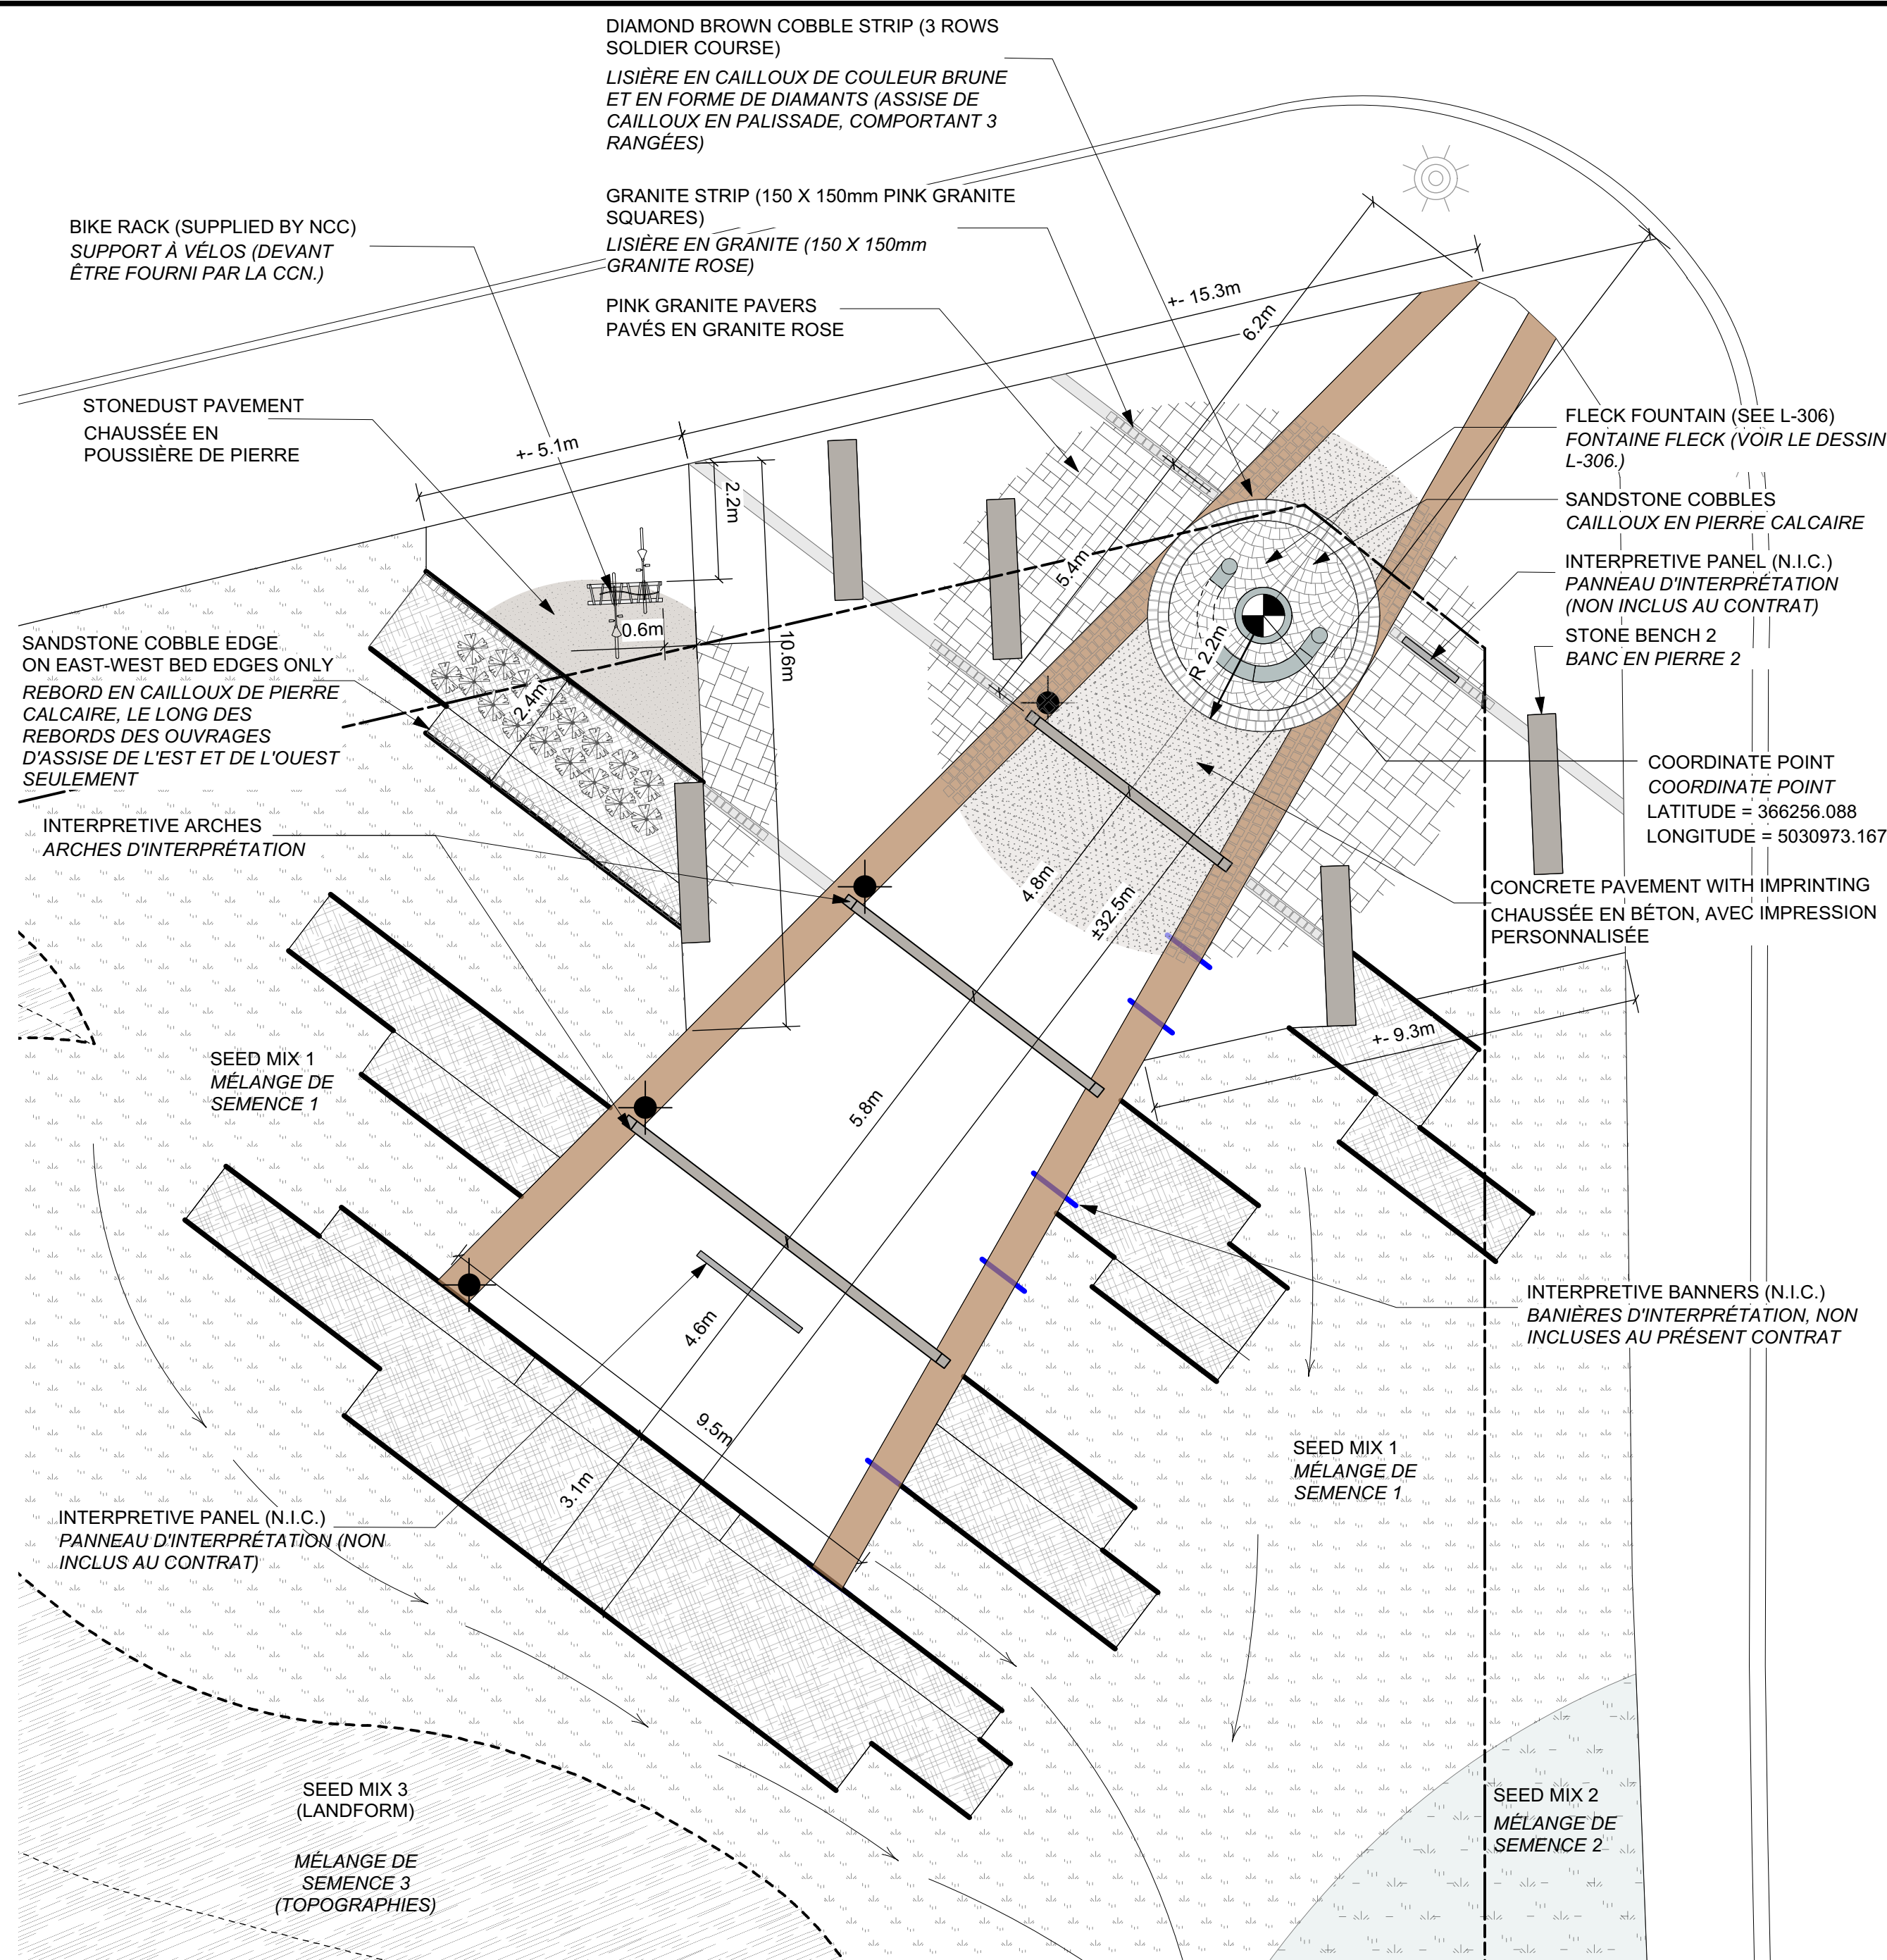 DIAMOND BROWN COBBLE STRIP (3 ROWS
SOLDIER COURSE)
LISIÈRE EN CAILLOUX DE COULEUR BRUNE
ET EN FORME DE DIAMANTS (ASSISE DE
CAILLOUX EN PALISSADE, COMPORTANT 3
RANGÉES)
GRANITE STRIP (150 X 150mm PINK GRANITE
SQUARES)
LISIÈRE EN GRANITE (150 X 150mm
GRANITE ROSE)
PINK GRANITE PAVERS
PAVÉS EN GRANITE ROSE
BIKE RACK (SUPPLIED BY NCC)
SUPPORT À VÉLOS (DEVANT
ÊTRE FOURNI PAR LA CCN.)
STONEDUST PAVEMENT
CHAUSSÉE EN
POUSSIÈRE DE PIERRE
+- 15.3m
6.2m
+- 5.1m
2.2m
5.4m
0.6m
10.6m
R 2.2m
2.4m
FLECK FOUNTAIN (SEE L-306)
FONTAINE FLECK (VOIR LE DESSIN
L-306.)
SANDSTONE COBBLES
CAILLOUX EN PIERRE CALCAIRE
INTERPRETIVE PANEL (N.I.C.)
PANNEAU D'INTERPRÉTATION
(NON INCLUS AU CONTRAT)
STONE BENCH 2
BANC EN PIERRE 2
SANDSTONE COBBLE EDGE
ON EAST-WEST BED EDGES ONLY
REBORD EN CAILLOUX DE PIERRE
CALCAIRE, LE LONG DES
REBORDS DES OUVRAGES
D'ASSISE DE L'EST ET DE L'OUEST
SEULEMENT
COORDINATE POINT
COORDINATE POINT
LATITUDE = 366256.088
LONGITUDE = 5030973.167
INTERPRETIVE ARCHES
ARCHES D'INTERPRÉTATION
CONCRETE PAVEMENT WITH IMPRINTING
CHAUSSÉE EN BÉTON, AVEC IMPRESSION
PERSONNALISÉE
4.8m
±32.5m
+- 9.3m
5.8m
SEED MIX 1
MÉLANGE DE
SEMENCE 1
INTERPRETIVE BANNERS (N.I.C.)
BANIÈRES D'INTERPRÉTATION, NON
INCLUSES AU PRÉSENT CONTRAT
4.6m
9.5m
3.1m
SEED MIX 1
MÉLANGE DE
SEMENCE 1
INTERPRETIVE PANEL (N.I.C.)
PANNEAU D'INTERPRÉTATION (NON
INCLUS AU CONTRAT)
SEED MIX 3
(LANDFORM)
MÉLANGE DE
SEMENCE 3
(TOPOGRAPHIES)
SEED MIX 2
MÉLANGE DE
SEMENCE 2